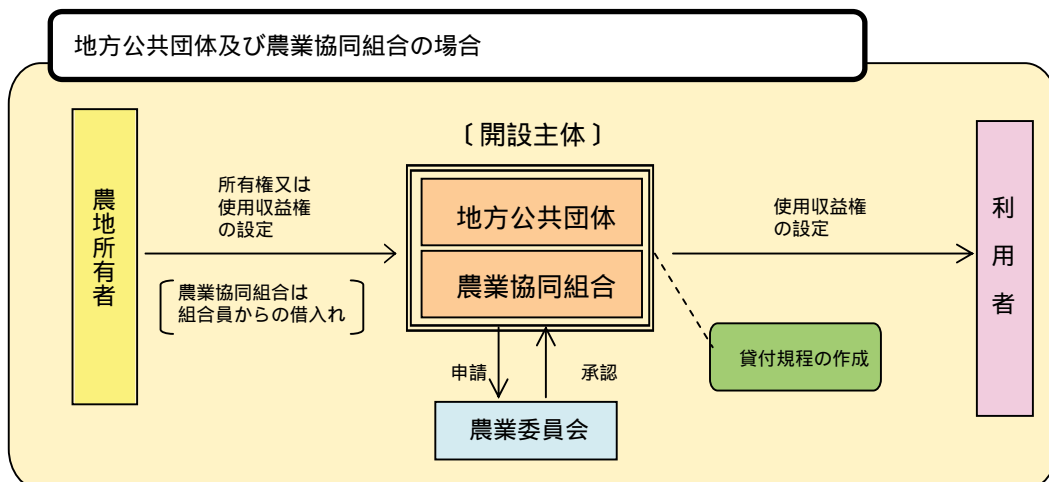 地方公共団体及び農業協同組合の場合
〔開設主体〕
農地所有者
所有権又は
使用収益権
の設定
農業協同組合は
組合員からの借入れ
地方公共団体
農業協同組合
使用収益権
の設定
利用者
貸付規程の作成
申請
承認
農業委員会